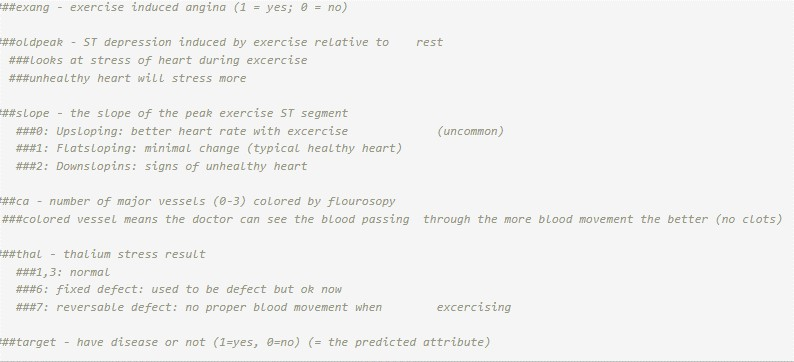 ###exang - exercise induced angina (1 = yes; 0 = no)
###oldpeak - ST depression induced by exercise relative to rest
###looks at stress of heart during excercise
###unhealthy heart will stress more
###slope - the slope of the peak exercise ST segment
###0: Upsloping: better heart rate with excercise (uncommon)
###1: Flatsloping: minimal change (typical healthy heart)
###2: Downslopins: signs of unhealthy heart
###ca - number of major vessels (0-3) colored by flourosopy
###colored vessel means the doctor can see the blood passing through the more blood movement the better (no clots)
###thal - thalium stress result
###1,3: normal
###6: fixed defect: used to be defect but ok now
###7: reversable defect: no proper blood movement when excercising
###target - have disease or not (1=yes, 0=no) (= the predicted attribute)